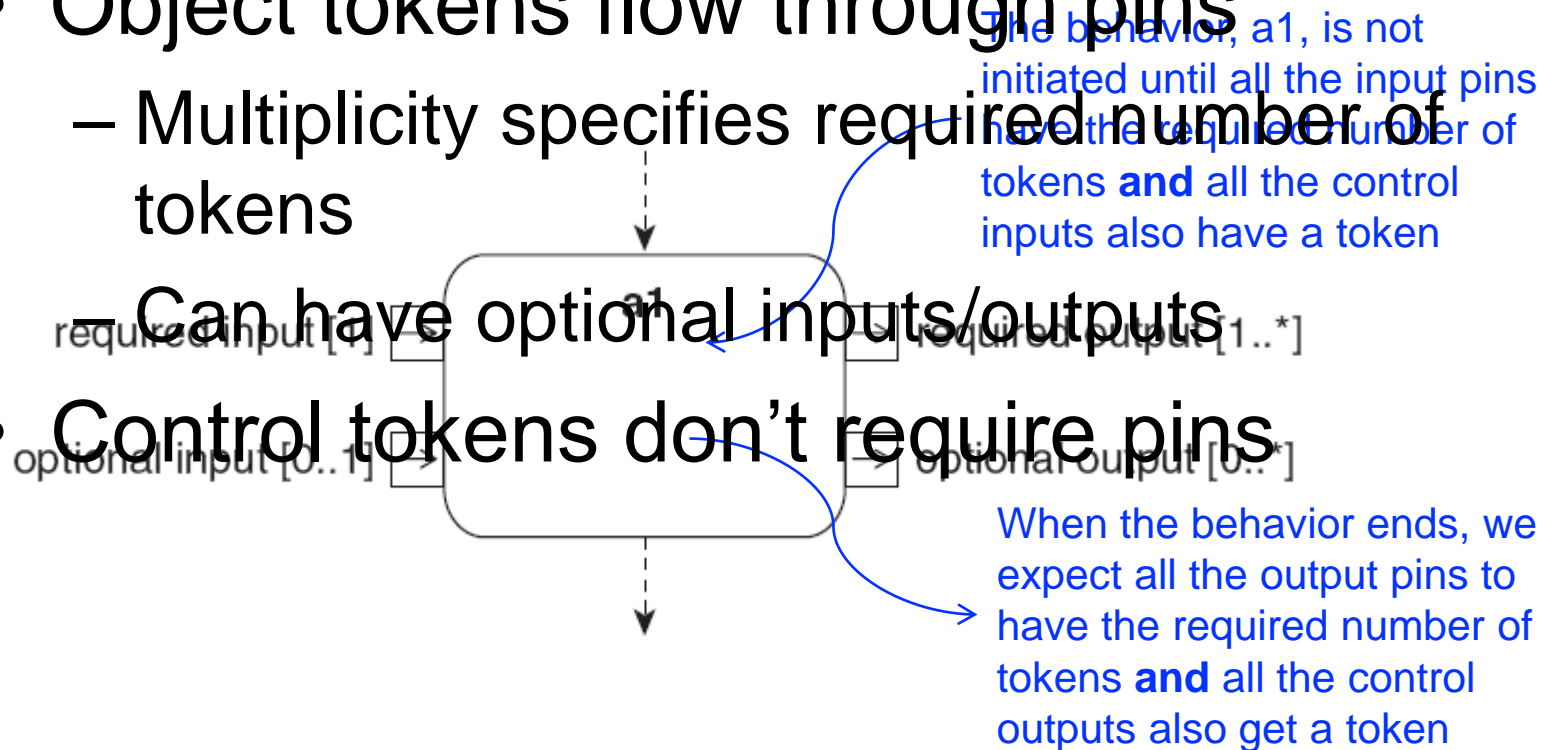 • Object tokens flow through pins
– Multiplicity specifies required number of
tokens
– Can have optional inputs/outputs
• Control tokens don’t require pins
The behavior, a1, is not
initiated until all the input pins
have the required number of
tokens and all the control
inputs also have a token
a1
required input [1]
required output [1..*]
optional input [0..1]
optional output [0..*]
When the behavior ends, we
expect all the output pins to
have the required number of
tokens and all the control
outputs also get a token